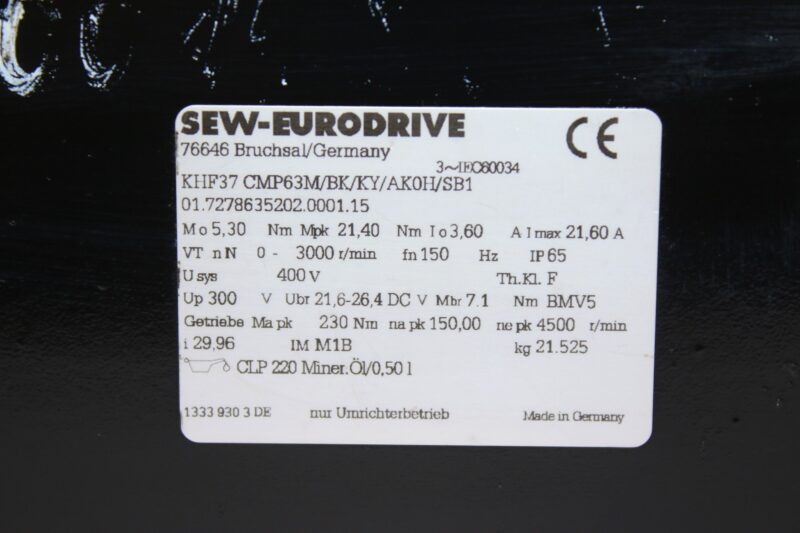 SEW-EURODRIVE CE
76646 Bruchsal/Germany
3~IEC60034
KHF37 CMP63M/BK/KY/AK0H/SB1
01.7278635202.0001.15
Mo 5,30 Nm Mpk 21,40 Nm Io 3,60 A Imax 21,60 A
VT nN 0 - 3000 r/min fn 150 Hz IP 65
Usys 400 V Th.Kl. F
Up 300 V Ubr 21,6-26,4 DC V Mbr 7.1 Nm BMV5
Getriebe Ma pk 230 Nm na pk 150,00 ne pk 4500 r/min
i 29,96 IM M1B kg 21.525
CLP 220 Miner.Öl/0,50 l
1333 930 3 DE nur Umrichterbetrieb Made in Germany